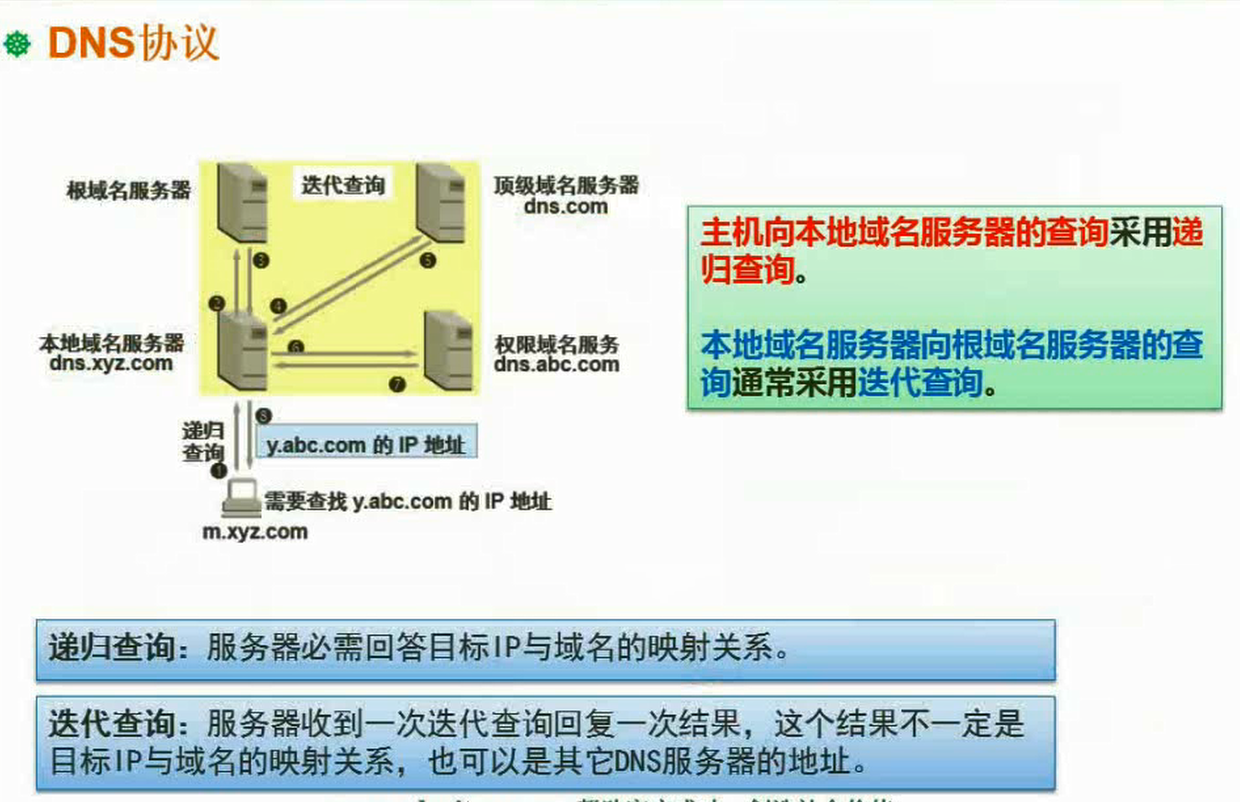 DNS协议
根域名服务器
迭代查询
顶级域名服务器
dns.com
❸
❷
❹
❺
本地域名服务器
dns.xyz.com
❻
权限域名服务
dns.abc.com
❼
递归
查询
❽
y.abc.com 的 IP 地址
❶
需要查找 y.abc.com 的 IP 地址
m.xyz.com
主机向本地域名服务器的查询采用递
归查询。
本地域名服务器向根域名服务器的查
询通常采用迭代查询。
递归查询：服务器必需回答目标IP与域名的映射关系。
迭代查询：服务器收到一次迭代查询回复一次结果，这个结果不一定是
目标IP与域名的映射关系，也可以是其它DNS服务器的地址。